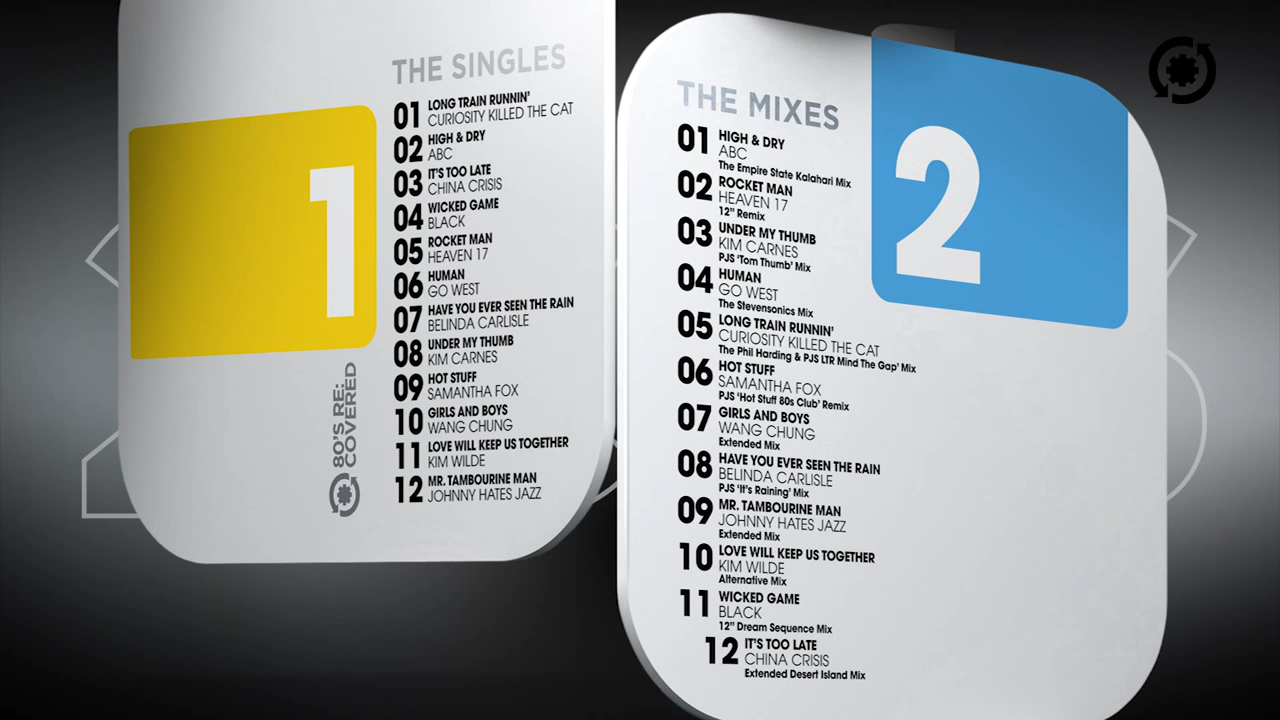 THE SINGLES
01 LONG TRAIN RUNNIN'
CURIOSITY KILLED THE CAT
02 HIGH & DRY
ABC
03 IT'S TOO LATE
CHINA CRISIS
04 WICKED GAME
BLACK
05 ROCKET MAN
HEAVEN 17
06 HUMAN
GO WEST
07 HAVE YOU EVER SEEN THE RAIN
BELINDA CARLISLE
08 UNDER MY THUMB
KIM CARNES
09 HOT STUFF
SAMANTHA FOX
10 GIRLS AND BOYS
WANG CHUNG
11 LOVE WILL KEEP US TOGETHER
KIM WILDE
12 MR. TAMBOURINE MAN
JOHNNY HATES JAZZ
1
80'S RE:
COVERED
THE MIXES
01 HIGH & DRY
ABC
The Empire State Kalahari Mix
02 ROCKET MAN
HEAVEN 17
12" Remix
03 UNDER MY THUMB
KIM CARNES
PJS 'Tom Thumb' Mix
04 HUMAN
GO WEST
The Stevensonics Mix
05 LONG TRAIN RUNNIN'
CURIOSITY KILLED THE CAT
The Phil Harding & PJS LTR Mind The Gap' Mix
06 HOT STUFF
SAMANTHA FOX
PJS 'Hot Stuff 80s Club' Remix
07 GIRLS AND BOYS
WANG CHUNG
Extended Mix
08 HAVE YOU EVER SEEN THE RAIN
BELINDA CARLISLE
PJS 'It's Raining' Mix
09 MR. TAMBOURINE MAN
JOHNNY HATES JAZZ
Extended Mix
10 LOVE WILL KEEP US TOGETHER
KIM WILDE
Alternative Mix
11 WICKED GAME
BLACK
12" Dream Sequence Mix
12 IT'S TOO LATE
CHINA CRISIS
Extended Desert Island Mix
2